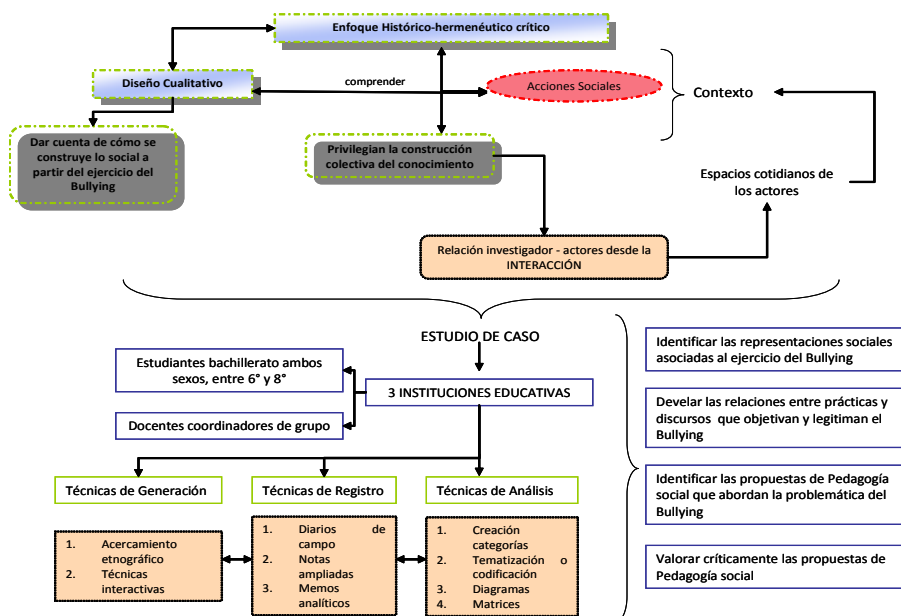 Enfoque Histórico-hermenéutico crítico
Diseño Cualitativo
comprender
Acciones Sociales
Contexto
Dar cuenta de cómo se
construye lo social a
partir del ejercicio del
Bullying
Privilegian la construcción
colectiva del conocimiento
Espacios cotidianos de
los actores
Relación investigador - actores desde la
INTERACCIÓN
ESTUDIO DE CASO
Estudiantes bachillerato ambos
sexos, entre 6° y 8°
3 INSTITUCIONES EDUCATIVAS
Docentes coordinadores de grupo
Identificar las representaciones sociales
asociadas al ejercicio del Bullying
Develar las relaciones entre prácticas y
discursos que objetivan y legitiman el
Bullying
Identificar las propuestas de Pedagogía
social que abordan la problemática del
Bullying
Valorar críticamente las propuestas de
Pedagogía social
Técnicas de Generación
Técnicas de Registro
Técnicas de Análisis
1. Acercamiento
etnográfico
2. Técnicas
interactivas
1. Diarios de
campo
2. Notas
ampliadas
3. Memos
analíticos
1. Creación
categorías
2. Tematización o
codificación
3. Diagramas
4. Matrices